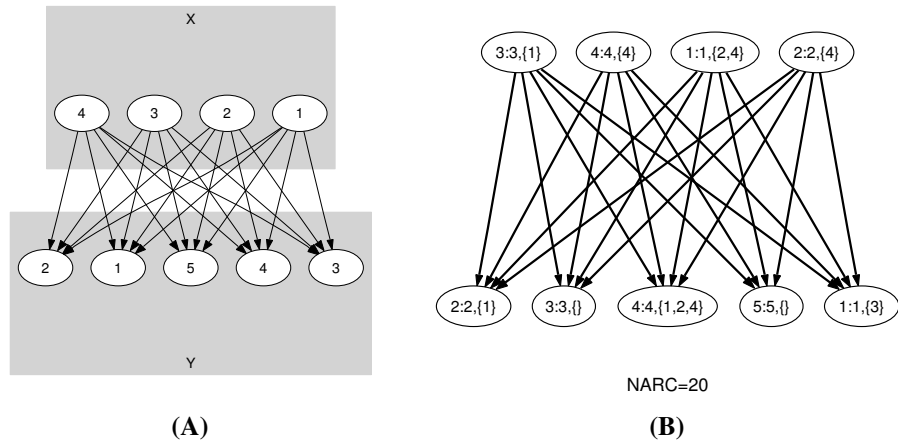 X
4 3 2 1
2 1 5 4 3
Y
(A)
3:3,{1} 4:4,{4} 1:1,{2,4} 2:2,{4}
2:2,{1} 3:3,{} 4:4,{1,2,4} 5:5,{} 1:1,{3}
NARC=20
(B)